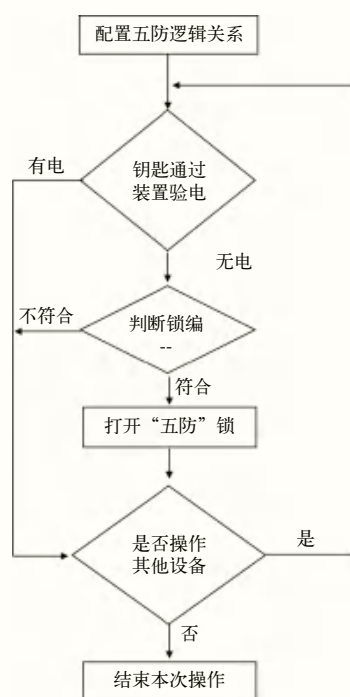 配置五防逻辑关系
有电
钥匙通过
装置验电
无电
不符合
判断锁编
--
符合
打开“五防”锁
是否操作
其他设备
是
否
结束本次操作